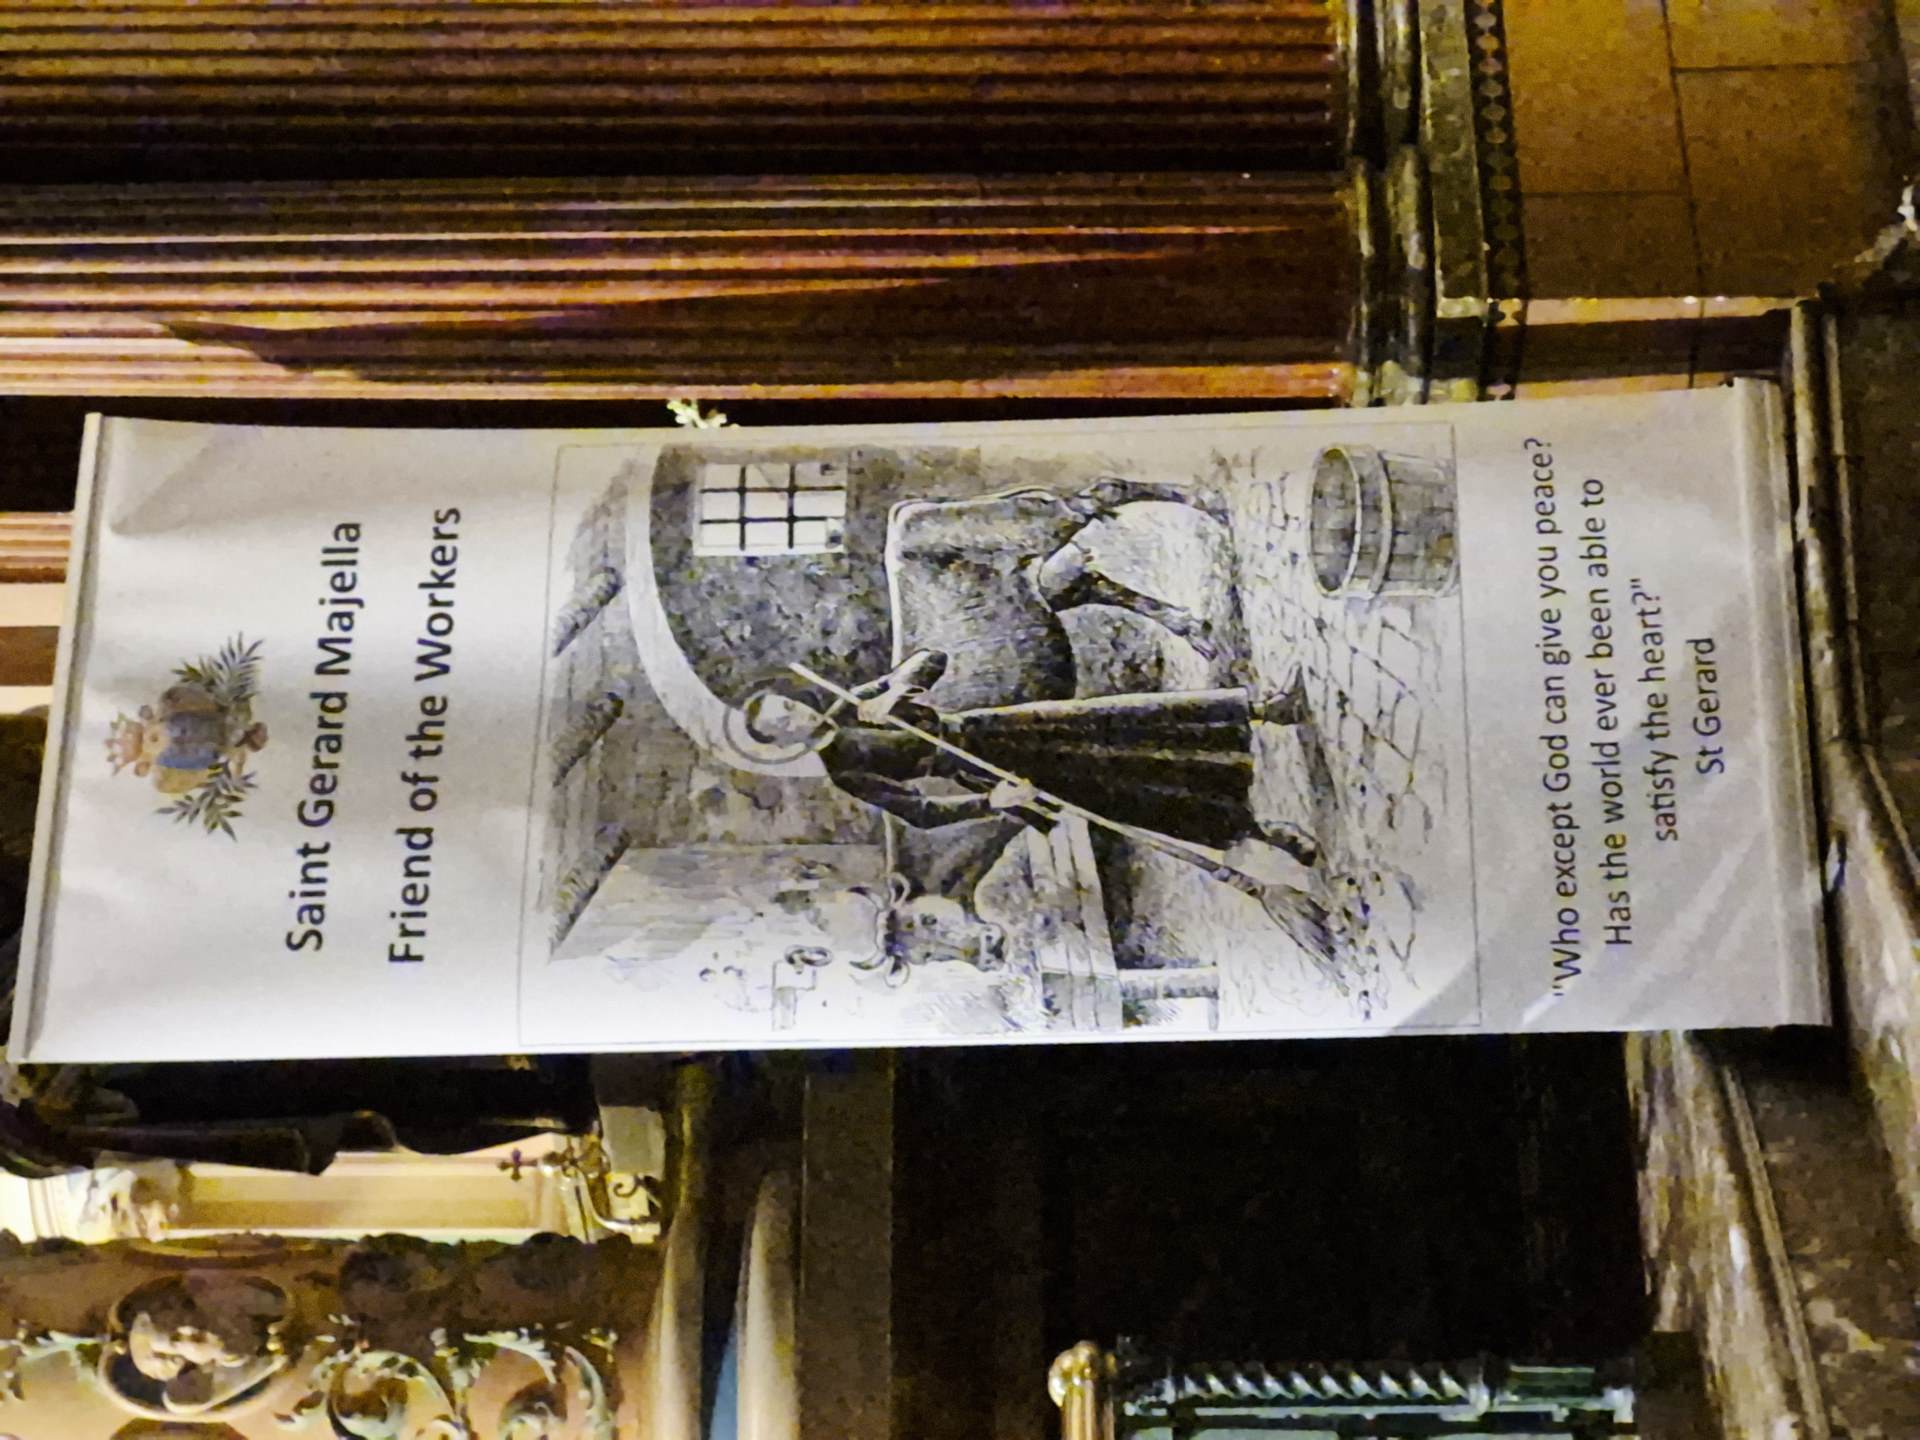 Saint Gerard Majella
Friend of the Workers
"Who except God can give you peace?
Has the world ever been able to
satisfy the heart?"
St Gerard